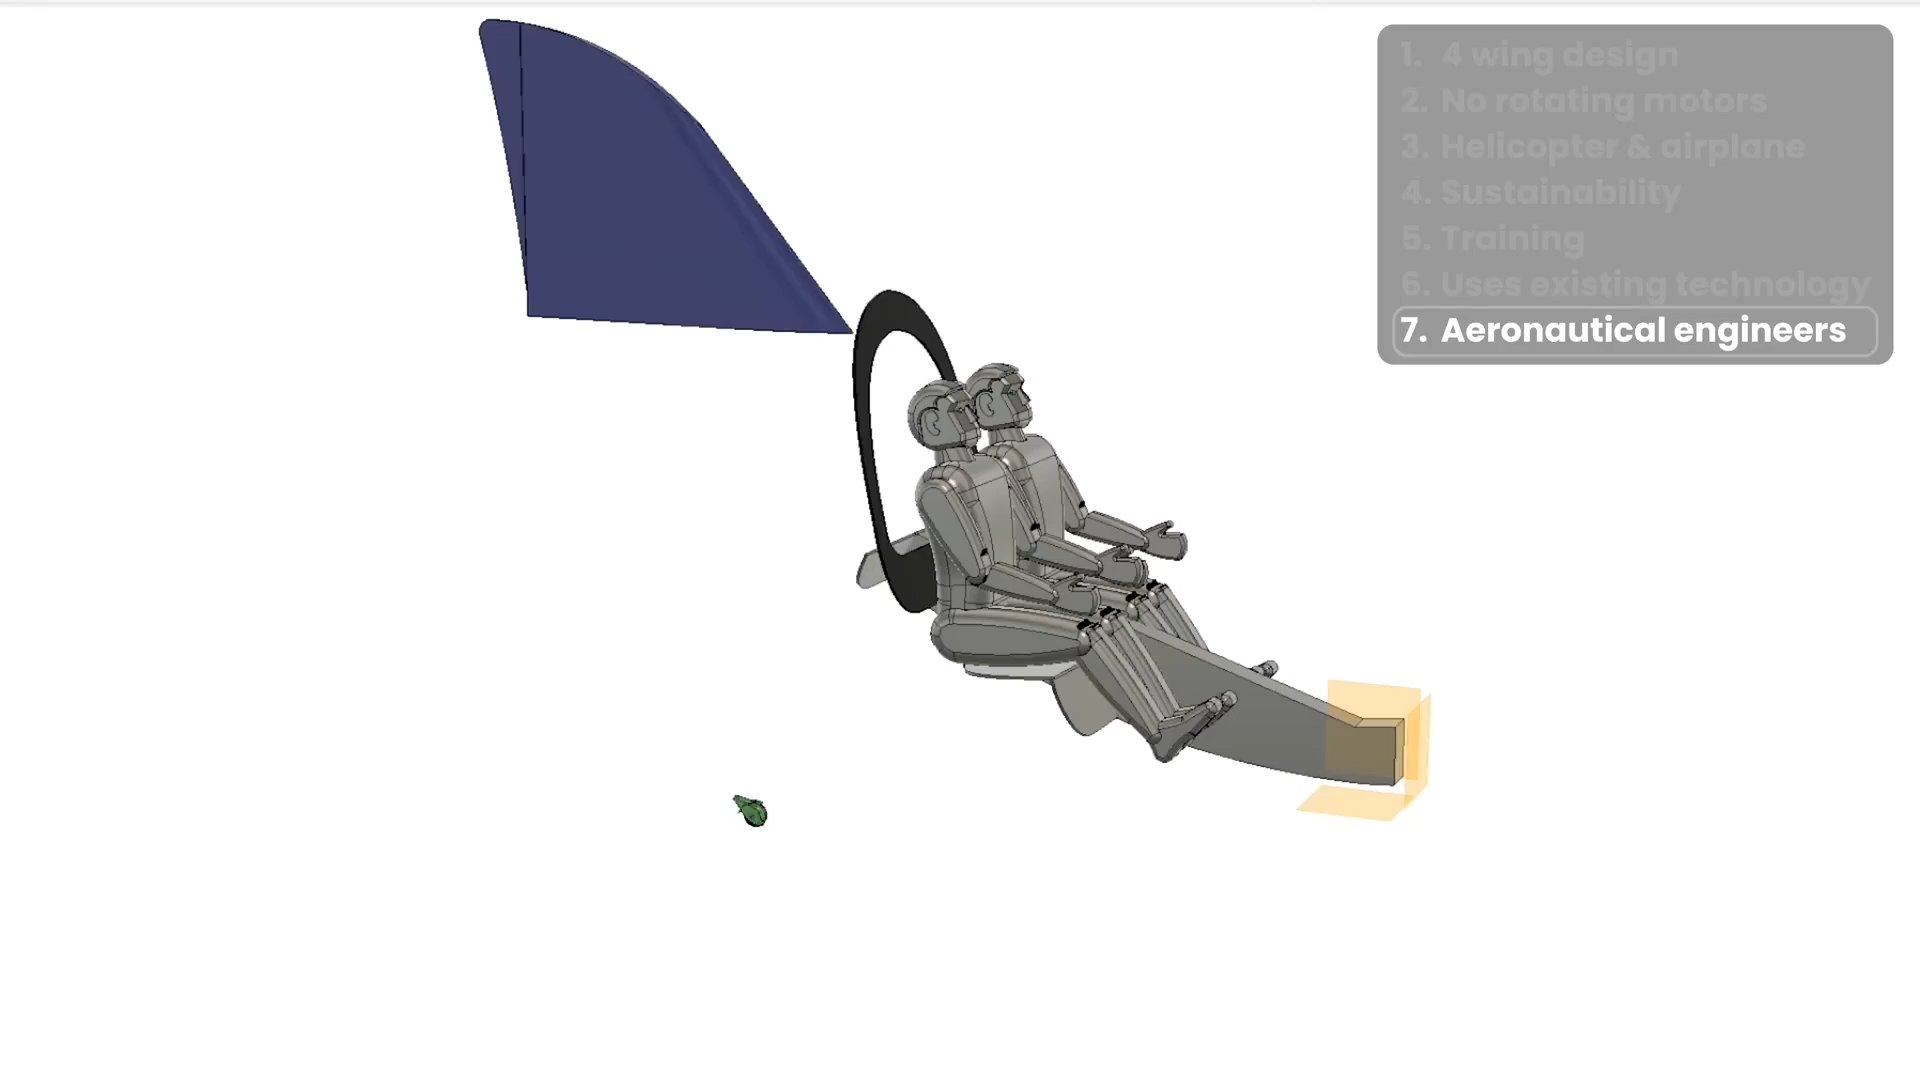 1. 4 wing design
2. No rotating motors
3. Helicopter & airplane
4. Sustainability
5. Training
6. Uses existing technology
7. Aeronautical engineers